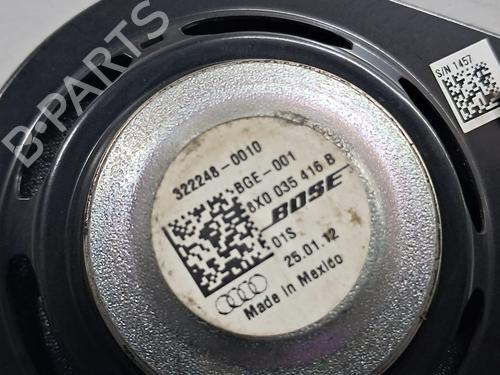 B-PARTS
S/N 1457
322248-0010
BGE-001
8X0 035 416 B
BOSE
01S
25.01.12
Made in Mexico